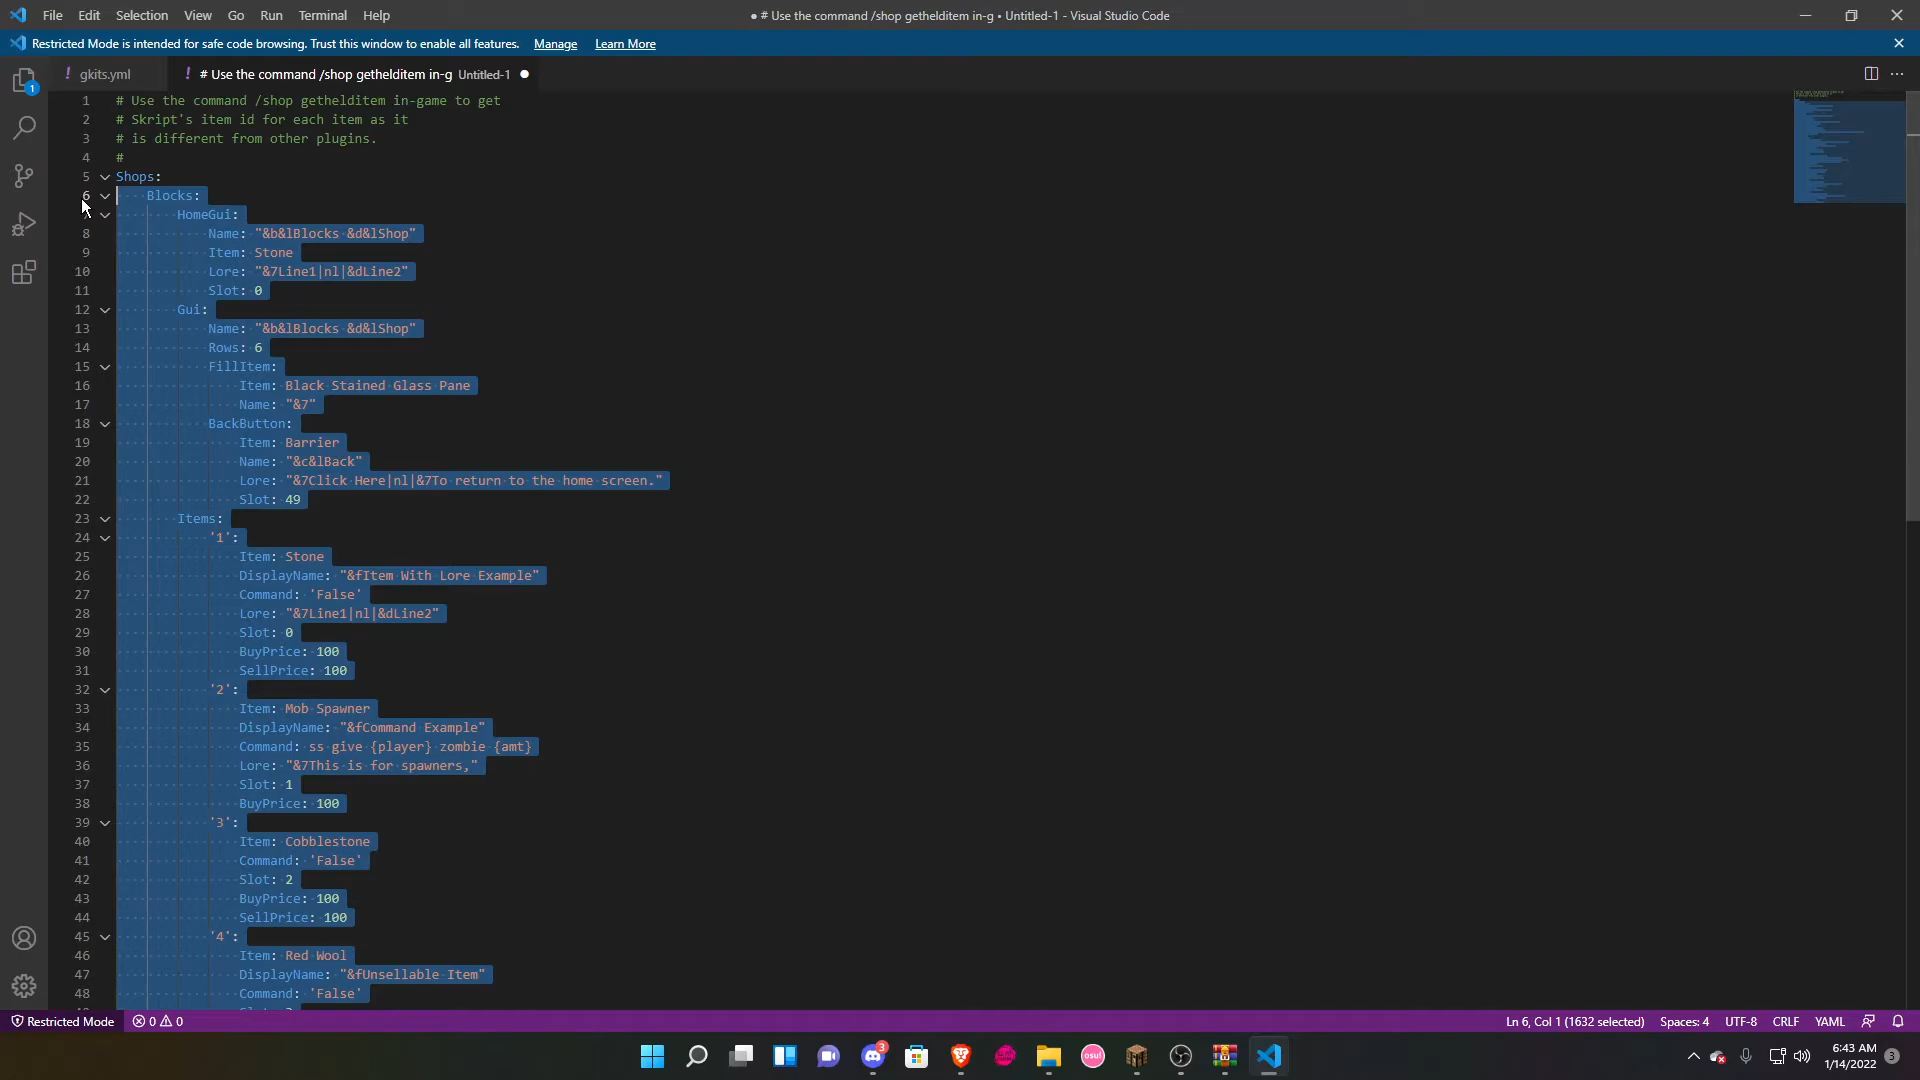 File Edit Selection View Go Run Terminal Help
● # Use the command /shop gethelditem in-g • Untitled-1 - Visual Studio Code
Restricted Mode is intended for safe code browsing. Trust this window to enable all features. Manage Learn More
! gkits.yml
! # Use the command /shop gethelditem in-g Untitled-1
1 # Use the command /shop gethelditem in-game to get
2 # Skript's item id for each item as it
3 # is different from other plugins.
4 #
5 Shops:
6 Blocks:
7 HomeGui:
8 Name: "&b&lBlocks &d&lShop"
9 Item: Stone
10 Lore: "&7Line1|nl|&dLine2"
11 Slot: 0
12 Gui:
13 Name: "&b&lBlocks &d&lShop"
14 Rows: 6
15 FillItem:
16 Item: Black Stained Glass Pane
17 Name: "&7"
18 BackButton:
19 Item: Barrier
20 Name: "&c&lBack"
21 Lore: "&7Click Here|nl|&7To return to the home screen."
22 Slot: 49
23 Items:
24 '1':
25 Item: Stone
26 DisplayName: "&fItem With Lore Example"
27 Command: 'False'
28 Lore: "&7Line1|nl|&dLine2"
29 Slot: 0
30 BuyPrice: 100
31 SellPrice: 100
32 '2':
33 Item: Mob Spawner
34 DisplayName: "&fCommand Example"
35 Command: ss give {player} zombie {amt}
36 Lore: "&7This is for spawners,"
37 Slot: 1
38 BuyPrice: 100
39 '3':
40 Item: Cobblestone
41 Command: 'False'
42 Slot: 2
43 BuyPrice: 100
44 SellPrice: 100
45 '4':
46 Item: Red Wool
47 DisplayName: "&fUnsellable Item"
48 Command: 'False'
Restricted Mode 0 0
Ln 6, Col 1 (1632 selected) Spaces: 4 UTF-8 CRLF YAML
osu!
3
6:43 AM
1/14/2022
3
1